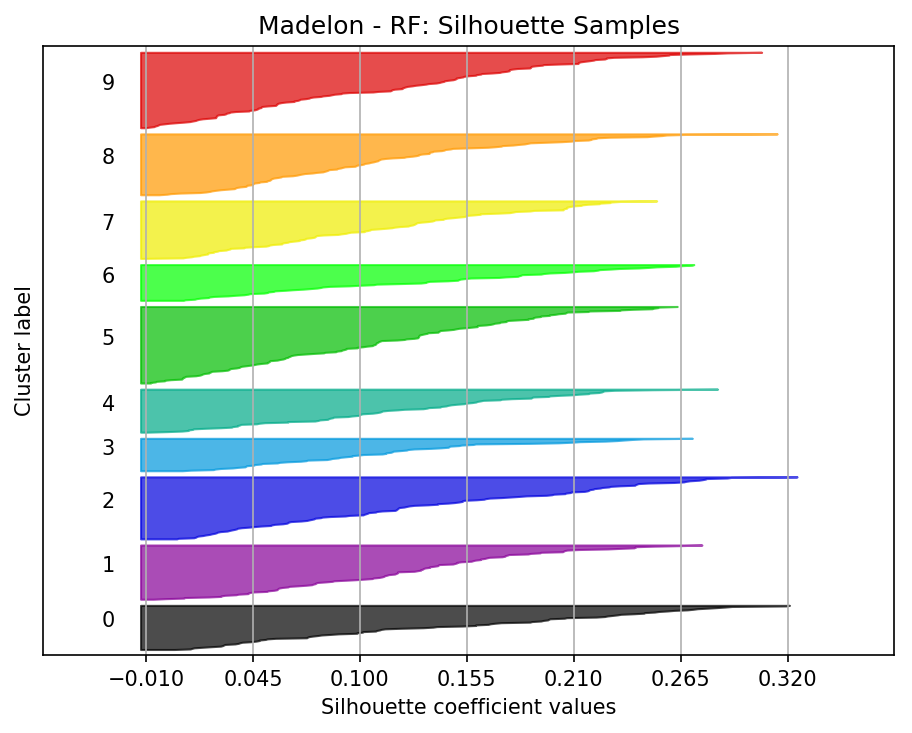 Madelon - RF: Silhouette Samples
9
8
7
6
5
4
3
2
1
0
Cluster label
−0.010 0.045 0.100 0.155 0.210 0.265 0.320
Silhouette coefficient values